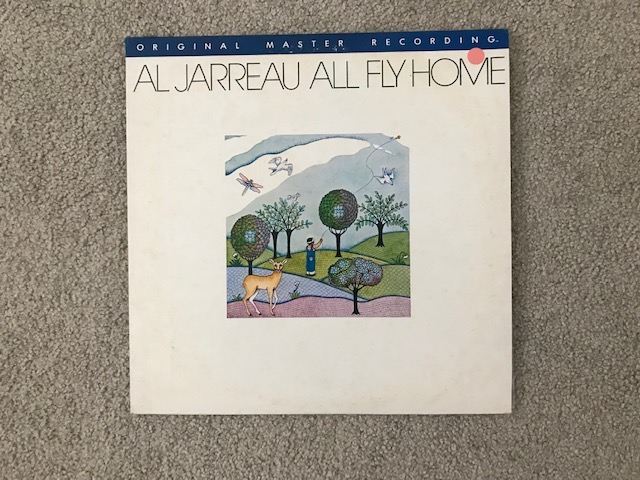 ORIGINAL MASTER RECORDING
AL JARREAU ALL FLY HOME